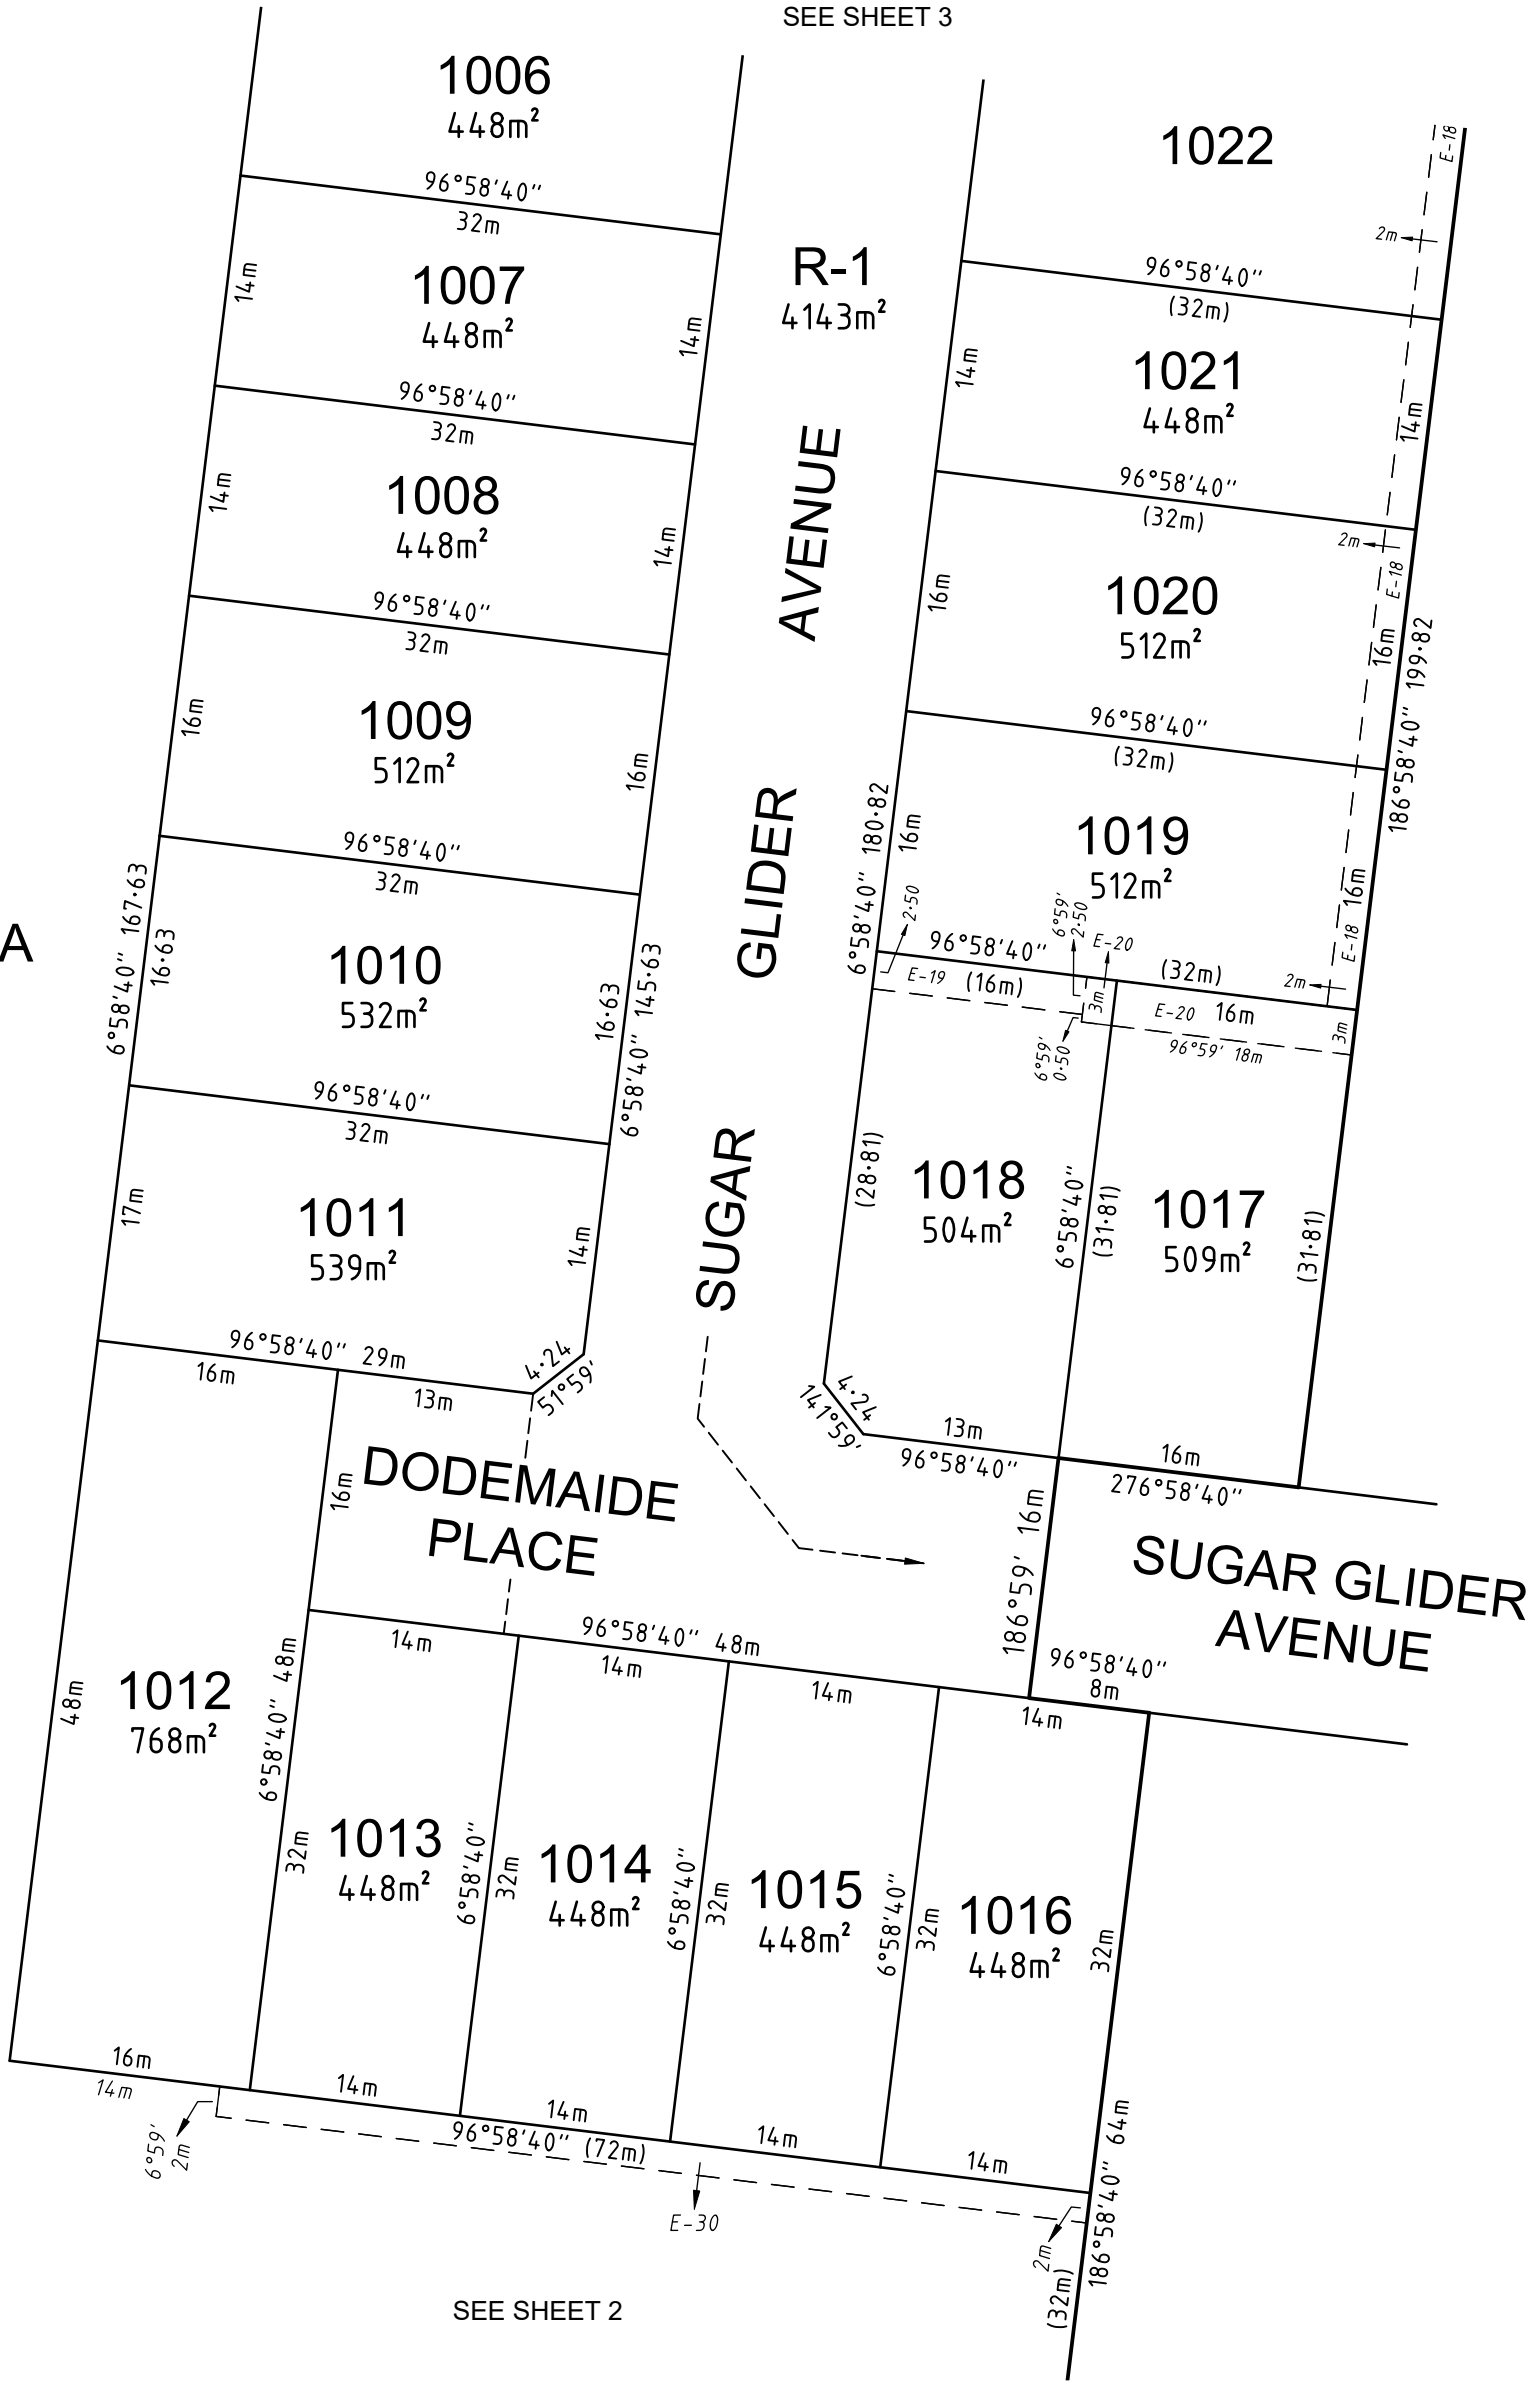 SEE SHEET 3
1006
448m²
96°58'40"
32m
1007
448m²
14m
14m
96°58'40"
32m
1008
448m²
14m
14m
96°58'40"
32m
1009
512m²
16m
16m
96°58'40"
32m
A
6°58'40" 167·63
16·63
1010
532m²
16·63
6°58'40" 145·63
96°58'40"
32m
1011
539m²
17m
14m
96°58'40" 29m
16m
13m
4·24
51°59'
R-1
4143m²
SUGAR GLIDER AVENUE
1022
E-18
2m
96°58'40"
(32m)
1021
448m²
14m
14m
96°58'40"
(32m)
2m
E-18
1020
512m²
16m
16m
186°58'40" 199·82
96°58'40"
(32m)
1019
512m²
6°58'40" 180·82
16m
16m
E-18
2·50
6°59'
2·50
E-20
96°58'40"
(32m)
2m
E-19
(16m)
3m
E-20
16m
3m
96°59' 18m
6°59'
0·50
1018
504m²
(28·81)
6°58'40"
(31·81)
1017
509m²
(31·81)
4·24
141°59'
13m
96°58'40"
16m
276°58'40"
DODEMAIDE
PLACE
16m
186°59' 16m
SUGAR GLIDER
AVENUE
96°58'40" 48m
14m
14m
14m
14m
96°58'40"
8m
1012
768m²
48m
6°58'40" 48m
1013
448m²
32m
6°58'40"
32m
1014
448m²
6°58'40"
32m
1015
448m²
6°58'40"
32m
1016
448m²
32m
16m
14m
14m
14m
14m
14m
96°58'40" (72m)
6°59'
2m
E-30
2m
186°58'40" 64m
(32m)
SEE SHEET 2